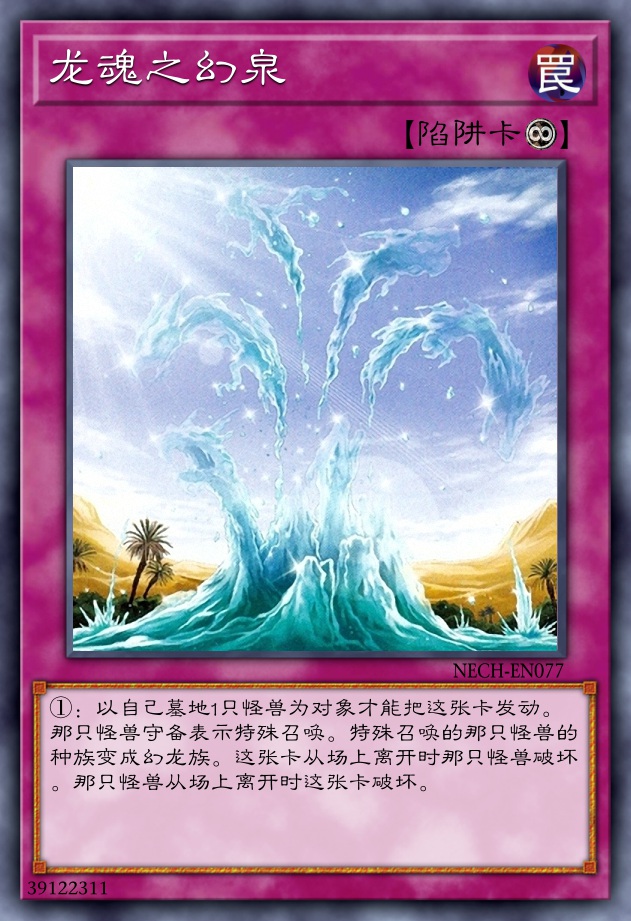 龙魂之幻泉
罠
【陷阱卡♾】
NECH-EN077
①：以自己墓地1只怪兽为对象才能把这张卡发动。
那只怪兽守备表示特殊召唤。特殊召唤的那只怪兽的
种族变成幻龙族。这张卡从场上离开时那只怪兽破坏
。那只怪兽从场上离开时这张卡破坏。
39122311